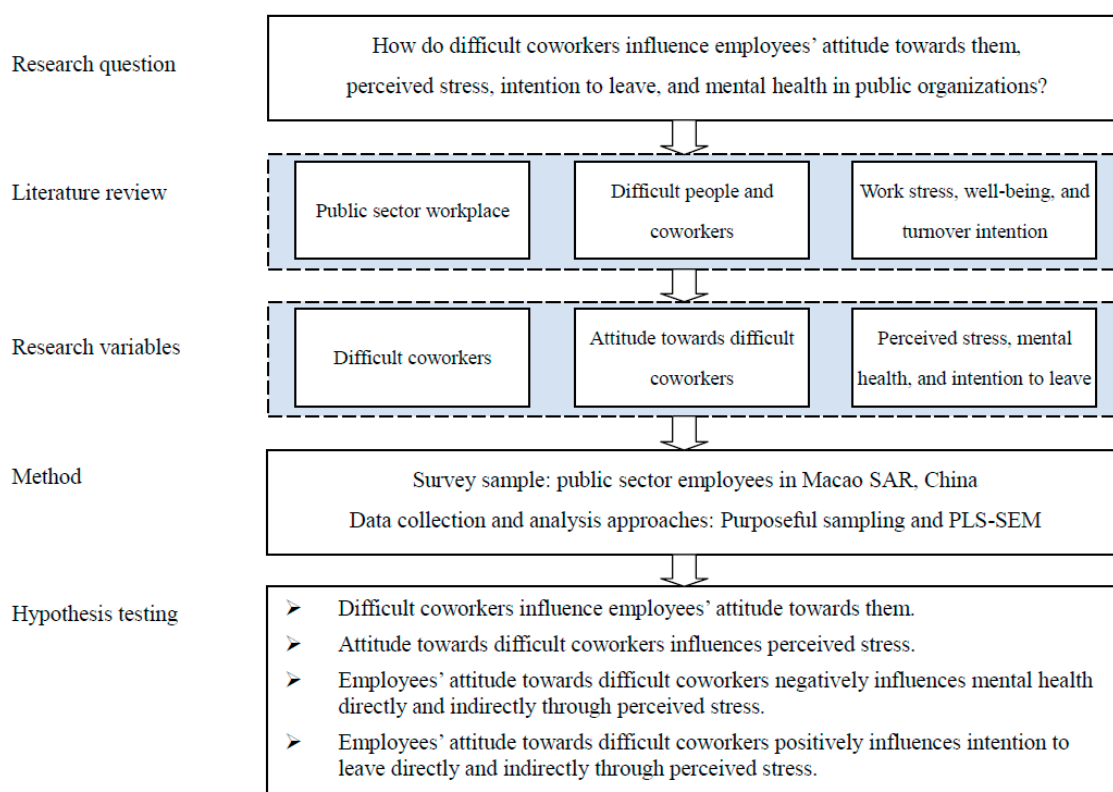 Research question
How do difficult coworkers influence employees’ attitude towards them,
perceived stress, intention to leave, and mental health in public organizations?
Literature review
Public sector workplace
Difficult people and
coworkers
Work stress, well-being, and
turnover intention
Research variables
Difficult coworkers
Attitude towards difficult
coworkers
Perceived stress, mental
health, and intention to leave
Method
Survey sample: public sector employees in Macao SAR, China
Data collection and analysis approaches: Purposeful sampling and PLS-SEM
Hypothesis testing
➢ Difficult coworkers influence employees’ attitude towards them.
➢ Attitude towards difficult coworkers influences perceived stress.
➢ Employees’ attitude towards difficult coworkers negatively influences mental health
directly and indirectly through perceived stress.
➢ Employees’ attitude towards difficult coworkers positively influences intention to
leave directly and indirectly through perceived stress.